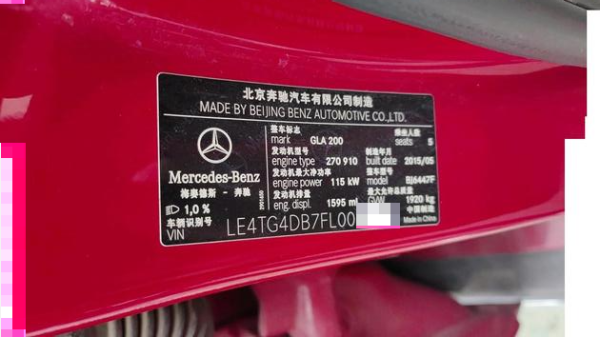 北京奔驰汽车有限公司制造
MADE BY BEIJING BENZ AUTOMOTIVE CO.,LTD.
整车标志
mark GLA 200
乘坐人数
seats 5
发动机型号
engine type 270 910
制造年月
built date 2015/05
发动机最大净功率
engine power 115 kW
整车型号
model BJ6447F
发动机排量
eng. displ. 1595 ml
最大允许总质量
GVW 1920 kg
Mercedes-Benz
梅赛德斯 - 奔驰
1,0 %
车辆识别号
VIN LE4TG4DB7FL00
中国制造
Made in China